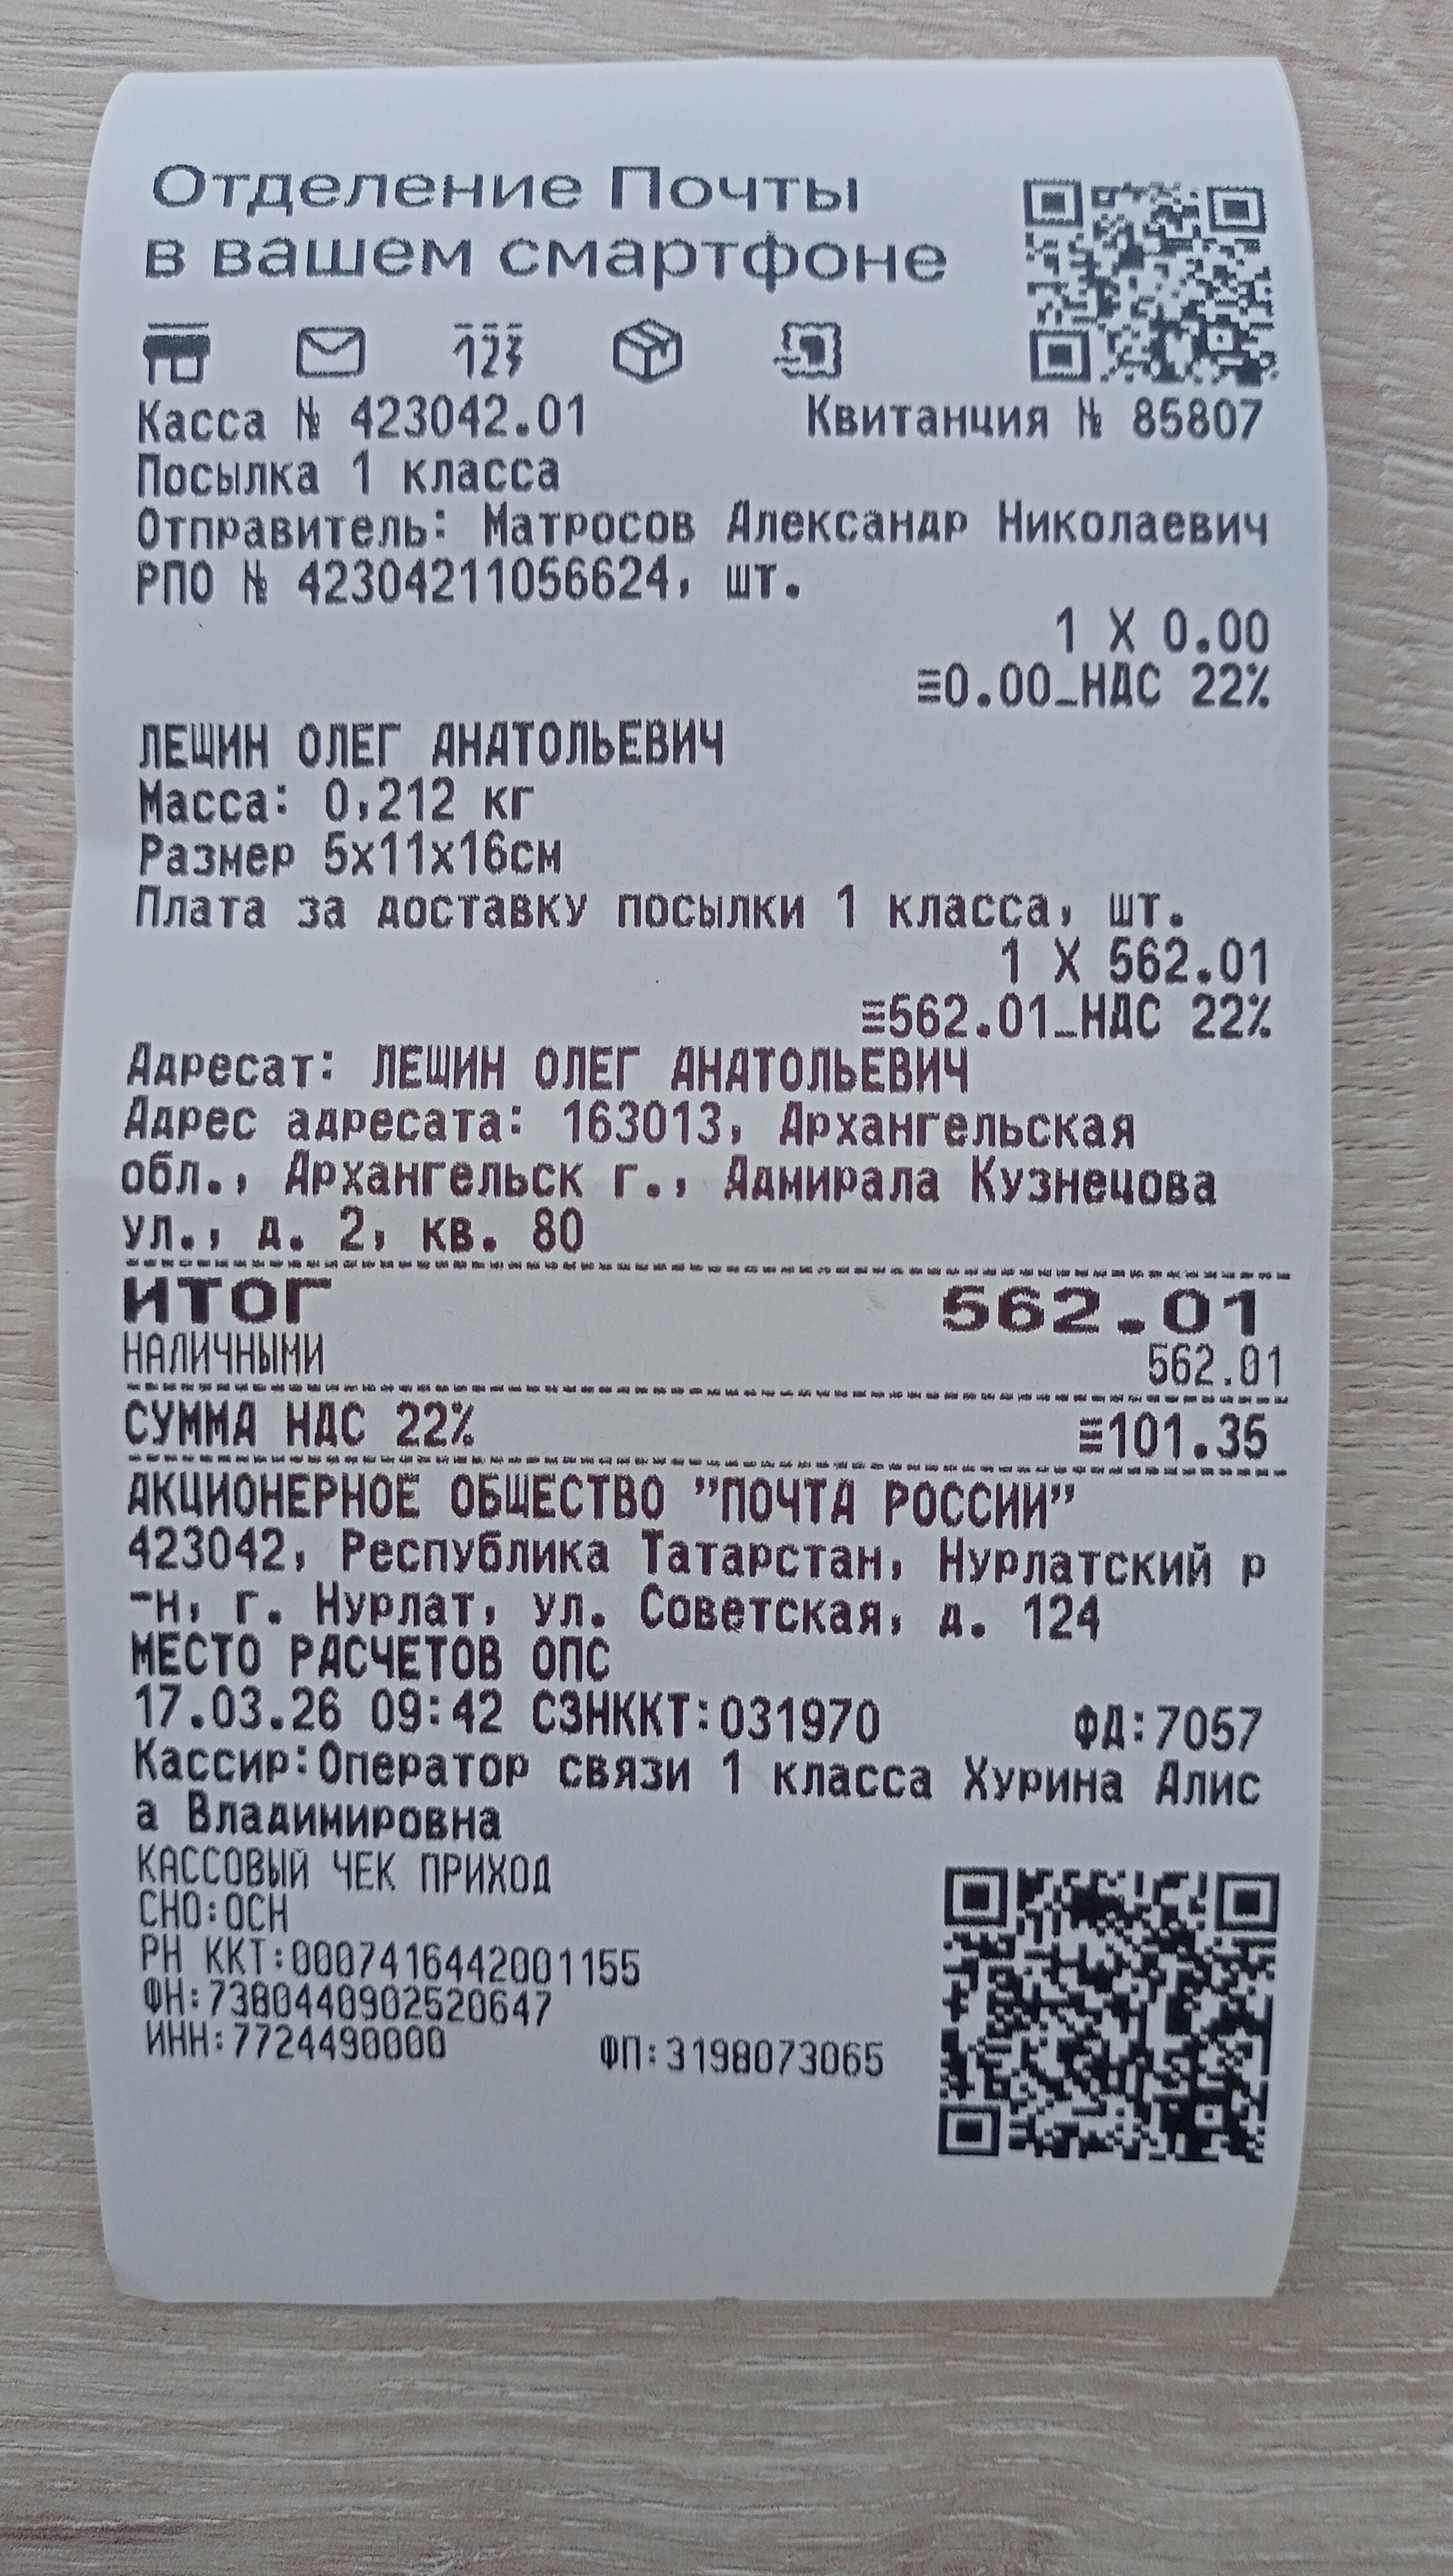 Отделение Почты
в вашем смартфоне
Касса № 423042.01 Квитанция № 85807
Посылка 1 класса
Отправитель: Матросов Александр Николаевич
РПО № 42304211056624, шт.
1 X 0.00
≡0.00_НДС 22%
ЛЕШИН ОЛЕГ АНАТОЛЬЕВИЧ
Масса: 0,212 кг
Размер 5х11х16см
Плата за доставку посылки 1 класса, шт.
1 X 562.01
≡562.01_НДС 22%
Адресат: ЛЕШИН ОЛЕГ АНАТОЛЬЕВИЧ
Адрес адресата: 163013, Архангельская
обл., Архангельск г., Адмирала Кузнецова
ул., д. 2, кв. 80
ИТОГ 562.01
НАЛИЧНЫМИ 562.01
СУММА НДС 22% ≡101.35
АКЦИОНЕРНОЕ ОБЩЕСТВО "ПОЧТА РОССИИ"
423042, Республика Татарстан, Нурлатский р
-н, г. Нурлат, ул. Советская, д. 124
МЕСТО РАСЧЕТОВ ОПС
17.03.26 09:42 СЗНККТ:031970 ФД:7057
Кассир:Оператор связи 1 класса Хурина Алис
а Владимировна
КАССОВЫЙ ЧЕК ПРИХОД
СНО:ОСН
РН ККТ:0007416442001155
ФН:7380440902520647
ИНН:7724490000 ФП:3198073065